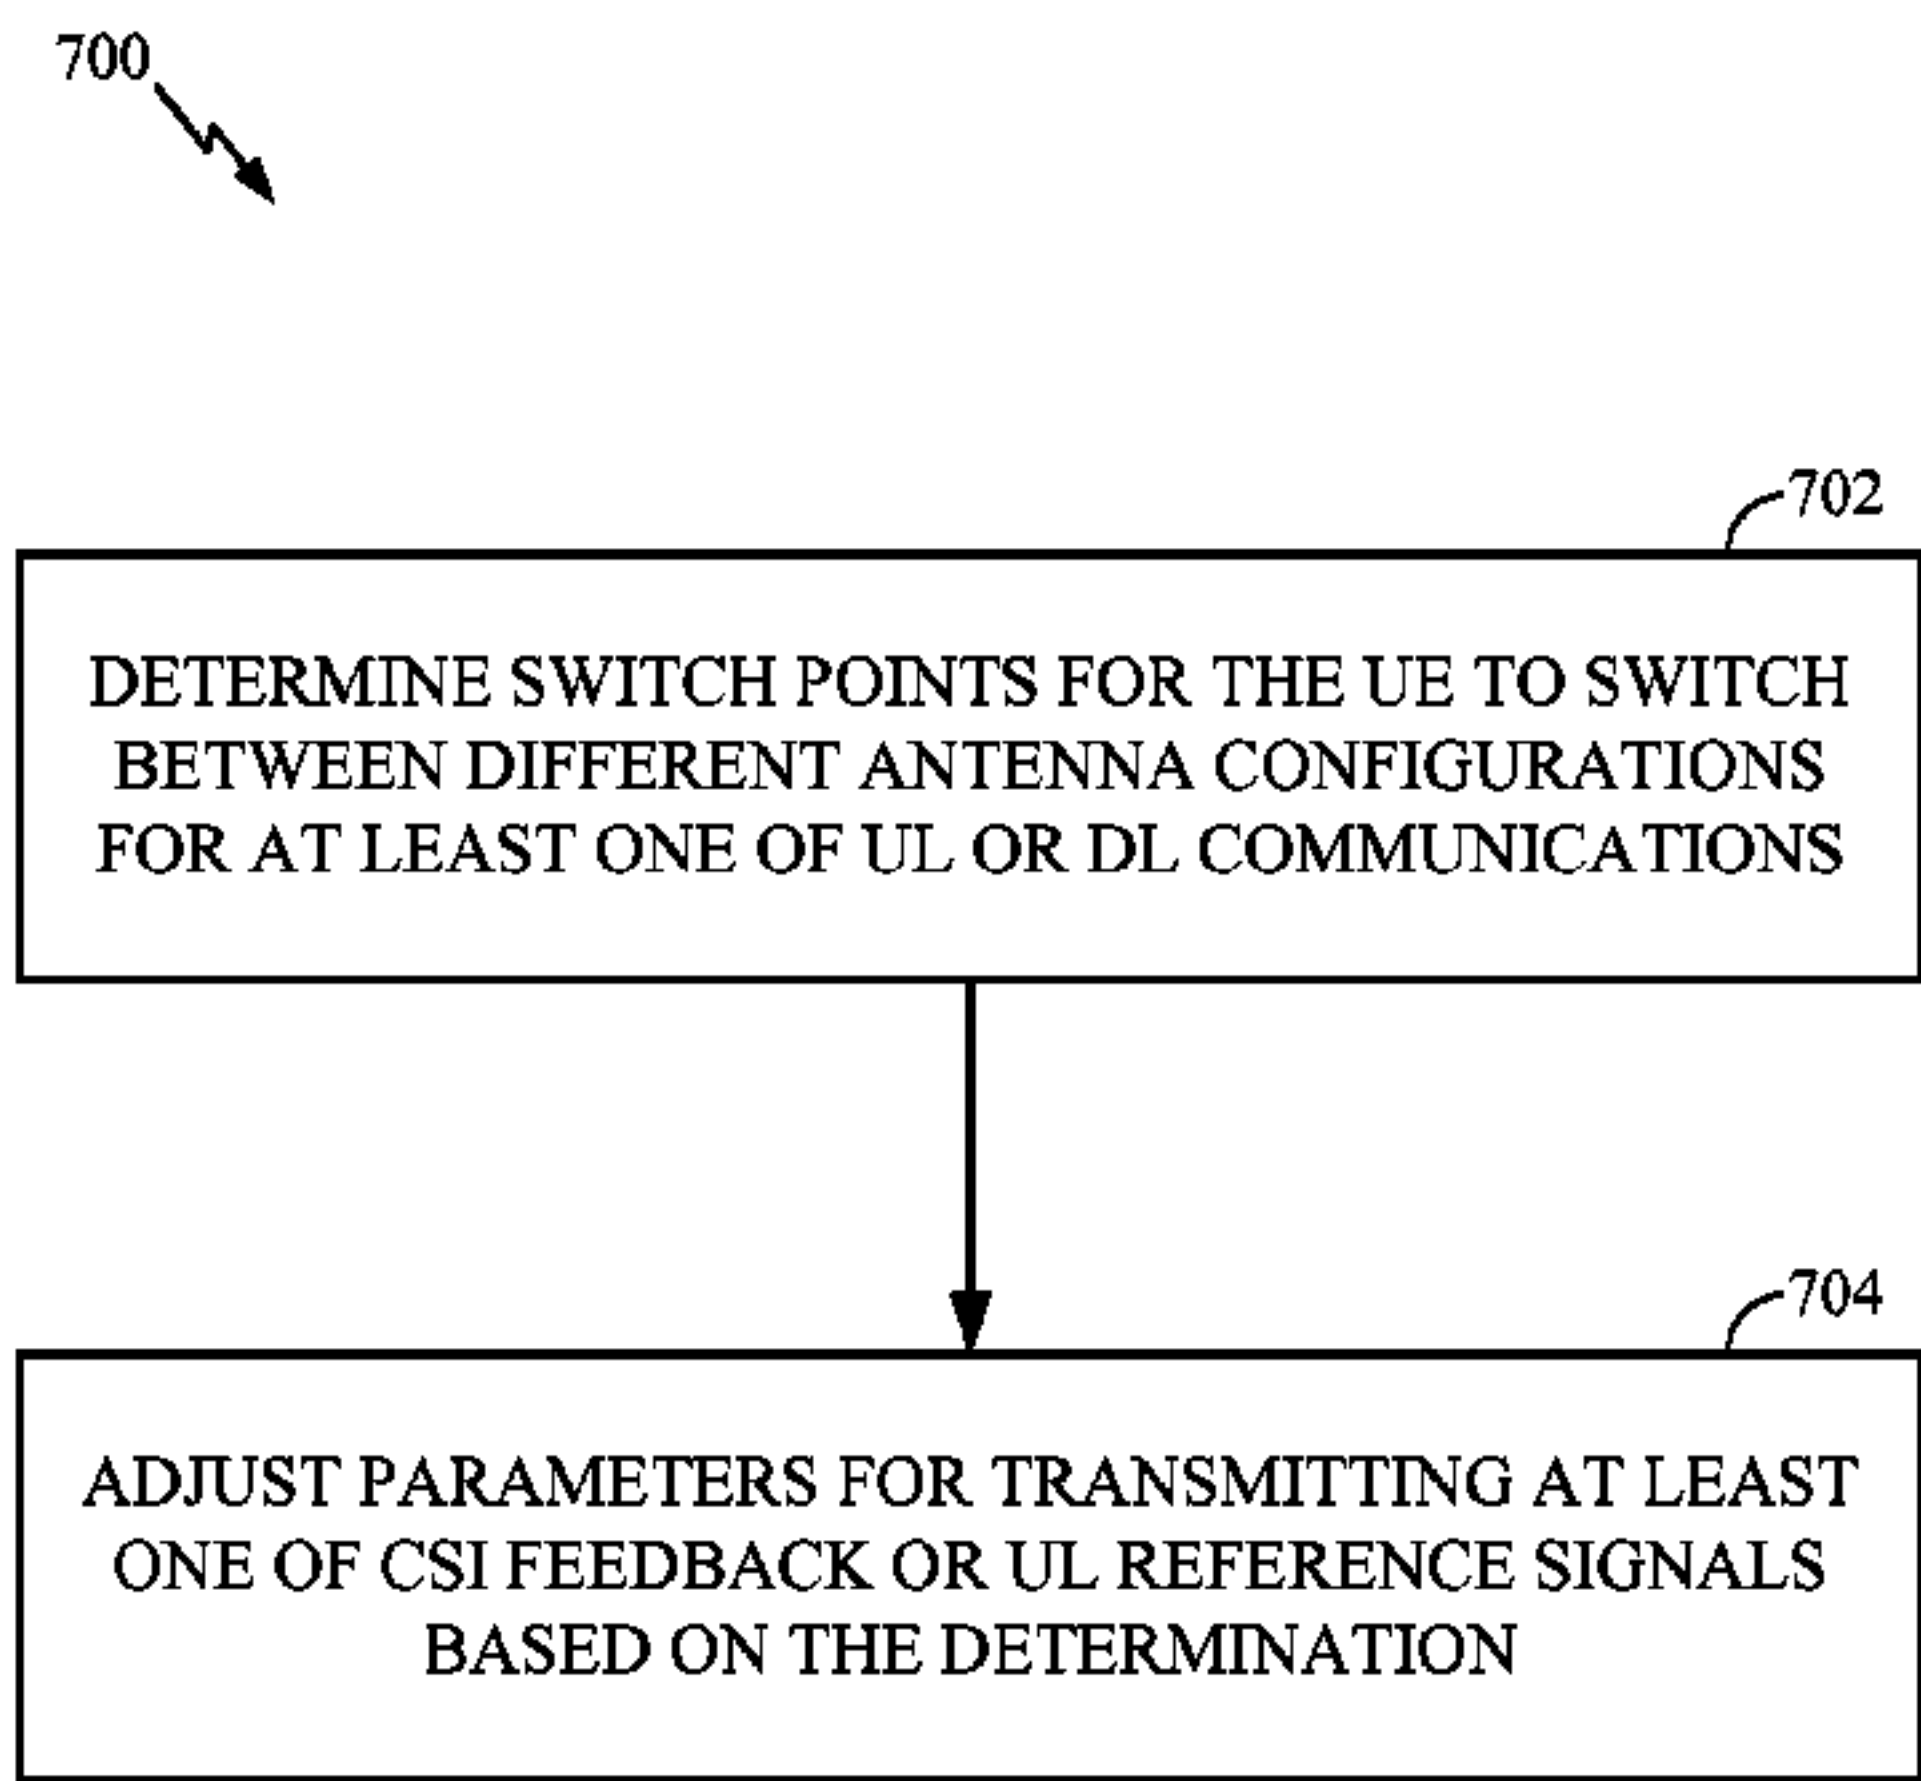 700
702
DETERMINE SWITCH POINTS FOR THE UE TO SWITCH
BETWEEN DIFFERENT ANTENNA CONFIGURATIONS
FOR AT LEAST ONE OF UL OR DL COMMUNICATIONS
704
ADJUST PARAMETERS FOR TRANSMITTING AT LEAST
ONE OF CSI FEEDBACK OR UL REFERENCE SIGNALS
BASED ON THE DETERMINATION